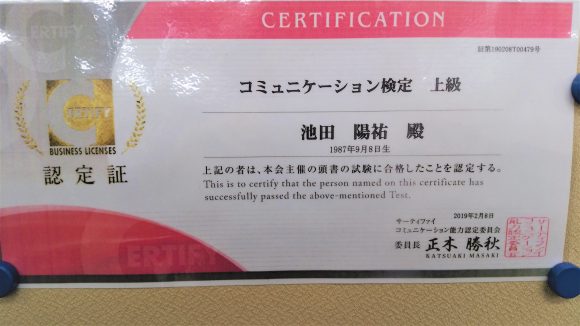 CERTIFICATION
証第190208T00479号
CERTIFY
コミュニケーション検定 上級
CERTIFY
BUSINESS LICENSES
認定証
池田 陽祐 殿
1987年9月8日生
上記の者は、本会主催の頭書の試験に合格したことを認定する。
This is to certify that the person named on this certificate has
successfully passed the above-mentioned Test.
2019年2月8日
サーティファイ
コミュニケーション能力認定委員会
委員長 正木 勝秋
KATSUAKI MASAKI
CERTIFY